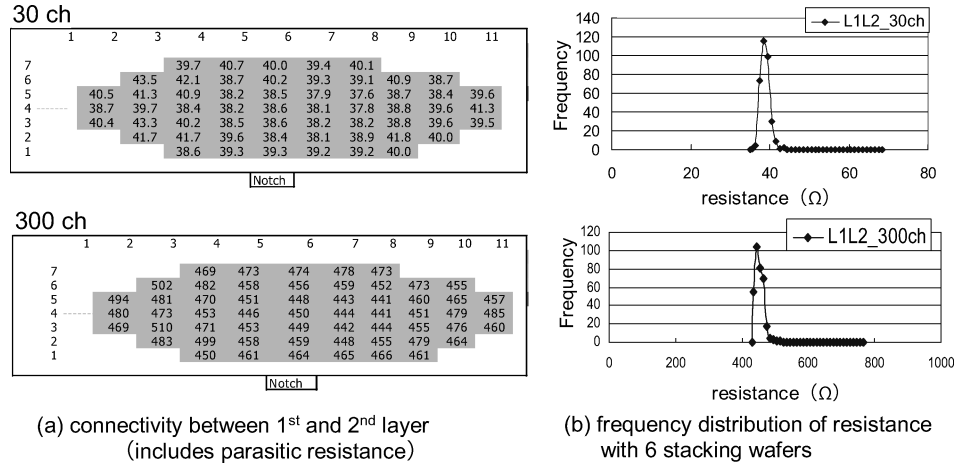 30 ch
1 2 3 4 5 6 7 8 9 10 11
7 39.7 40.7 40.0 39.4 40.1
6 43.5 42.1 38.7 40.2 39.3 39.1 40.9 38.7
5 40.5 41.3 40.9 38.2 38.5 37.9 37.6 38.7 38.4 39.6
4 38.7 39.7 38.4 38.2 38.6 38.1 37.8 38.8 39.6 41.3
3 40.4 43.3 40.2 38.5 38.6 38.2 38.2 38.8 39.6 39.5
2 41.7 41.7 39.6 38.4 38.1 38.9 41.8 40.0
1 38.6 39.3 39.3 39.2 39.2 40.0
Notch
300 ch
1 2 3 4 5 6 7 8 9 10 11
7 469 473 474 478 473
6 502 482 458 456 459 452 473 455
5 494 481 470 451 448 443 441 460 465 457
4 480 473 453 446 450 444 441 451 479 485
3 469 510 471 453 449 442 444 455 476 460
2 483 499 458 459 448 455 479 464
1 450 461 464 465 466 461
Notch
(a) connectivity between 1st and 2nd layer
(includes parasitic resistance)
L1L2_30ch
Frequency
140
120
100
80
60
40
20
0
0 20 40 60 80
resistance (Ω)
L1L2_300ch
Frequency
120
100
80
60
40
20
0
0 200 400 600 800 1000
resistance (Ω)
(b) frequency distribution of resistance
with 6 stacking wafers